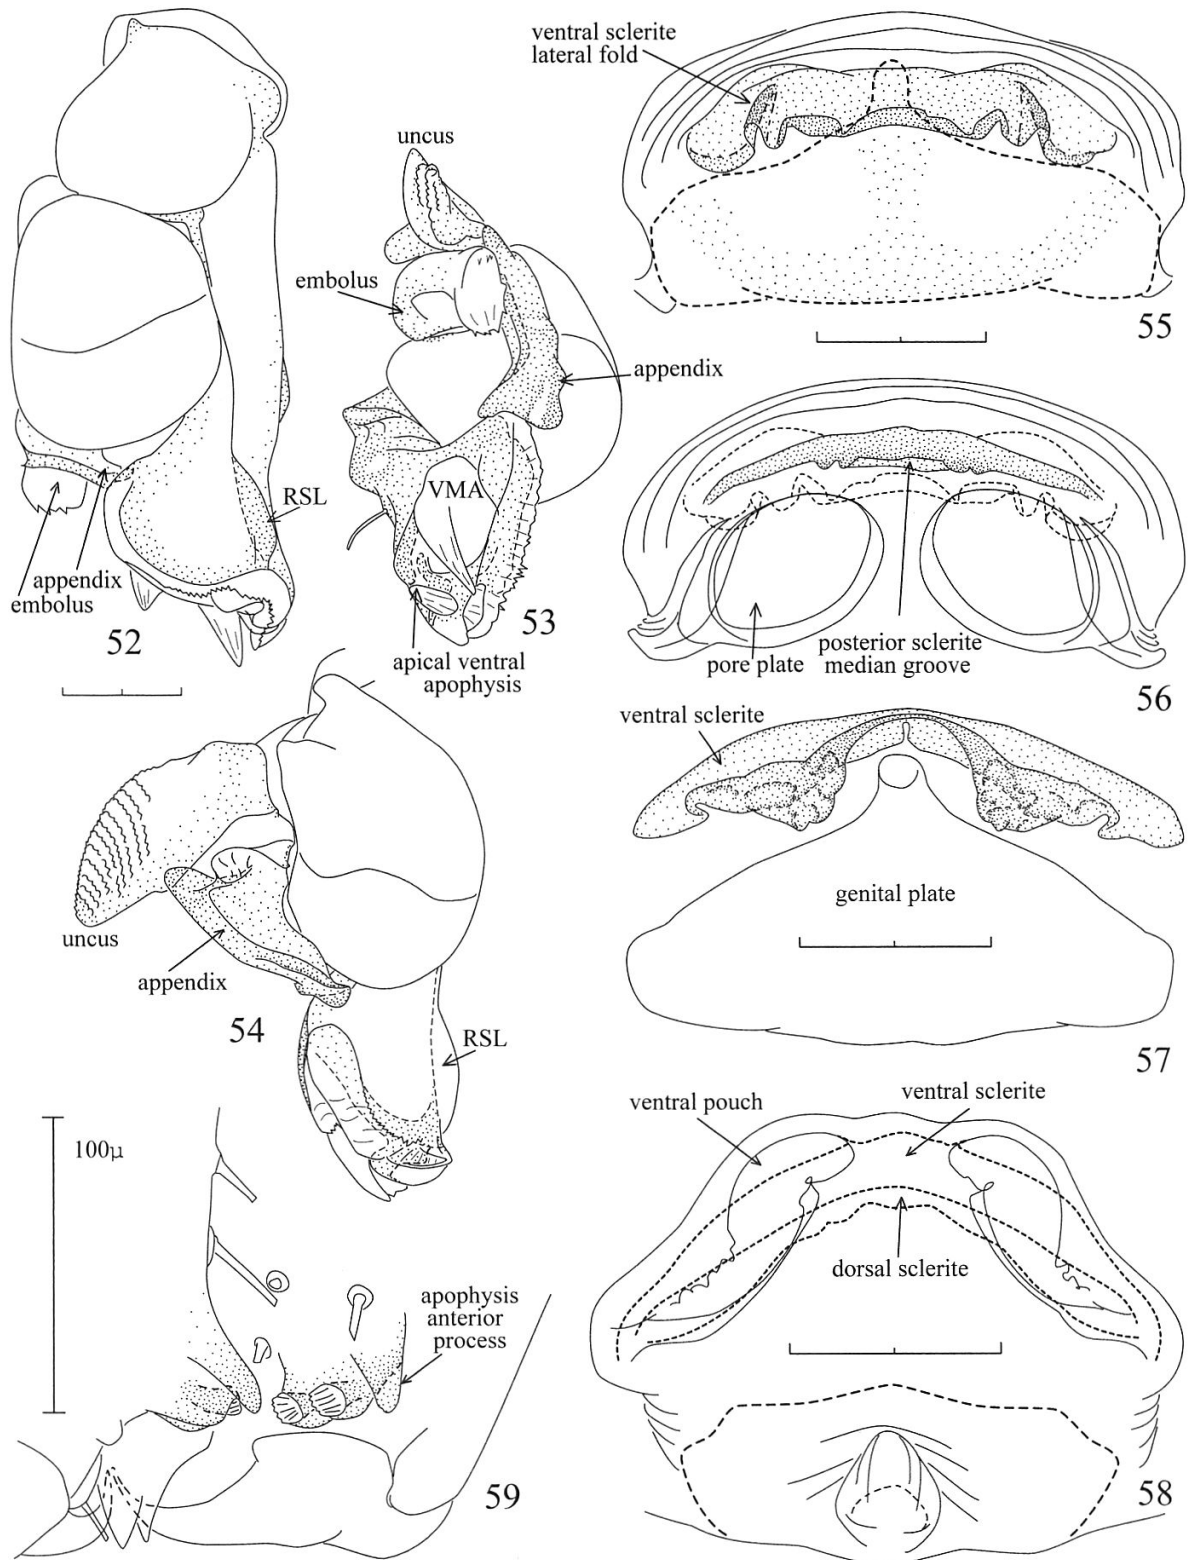 RSL
appendix
embolus
52
uncus
embolus
appendix
VMA
apical ventral
apophysis
53
uncus
appendix
RSL
54
ventral sclerite
lateral fold
55
pore plate
posterior sclerite
median groove
56
ventral sclerite
genital plate
57
ventral pouch
ventral sclerite
dorsal sclerite
58
100µ
apophysis
anterior
process
59